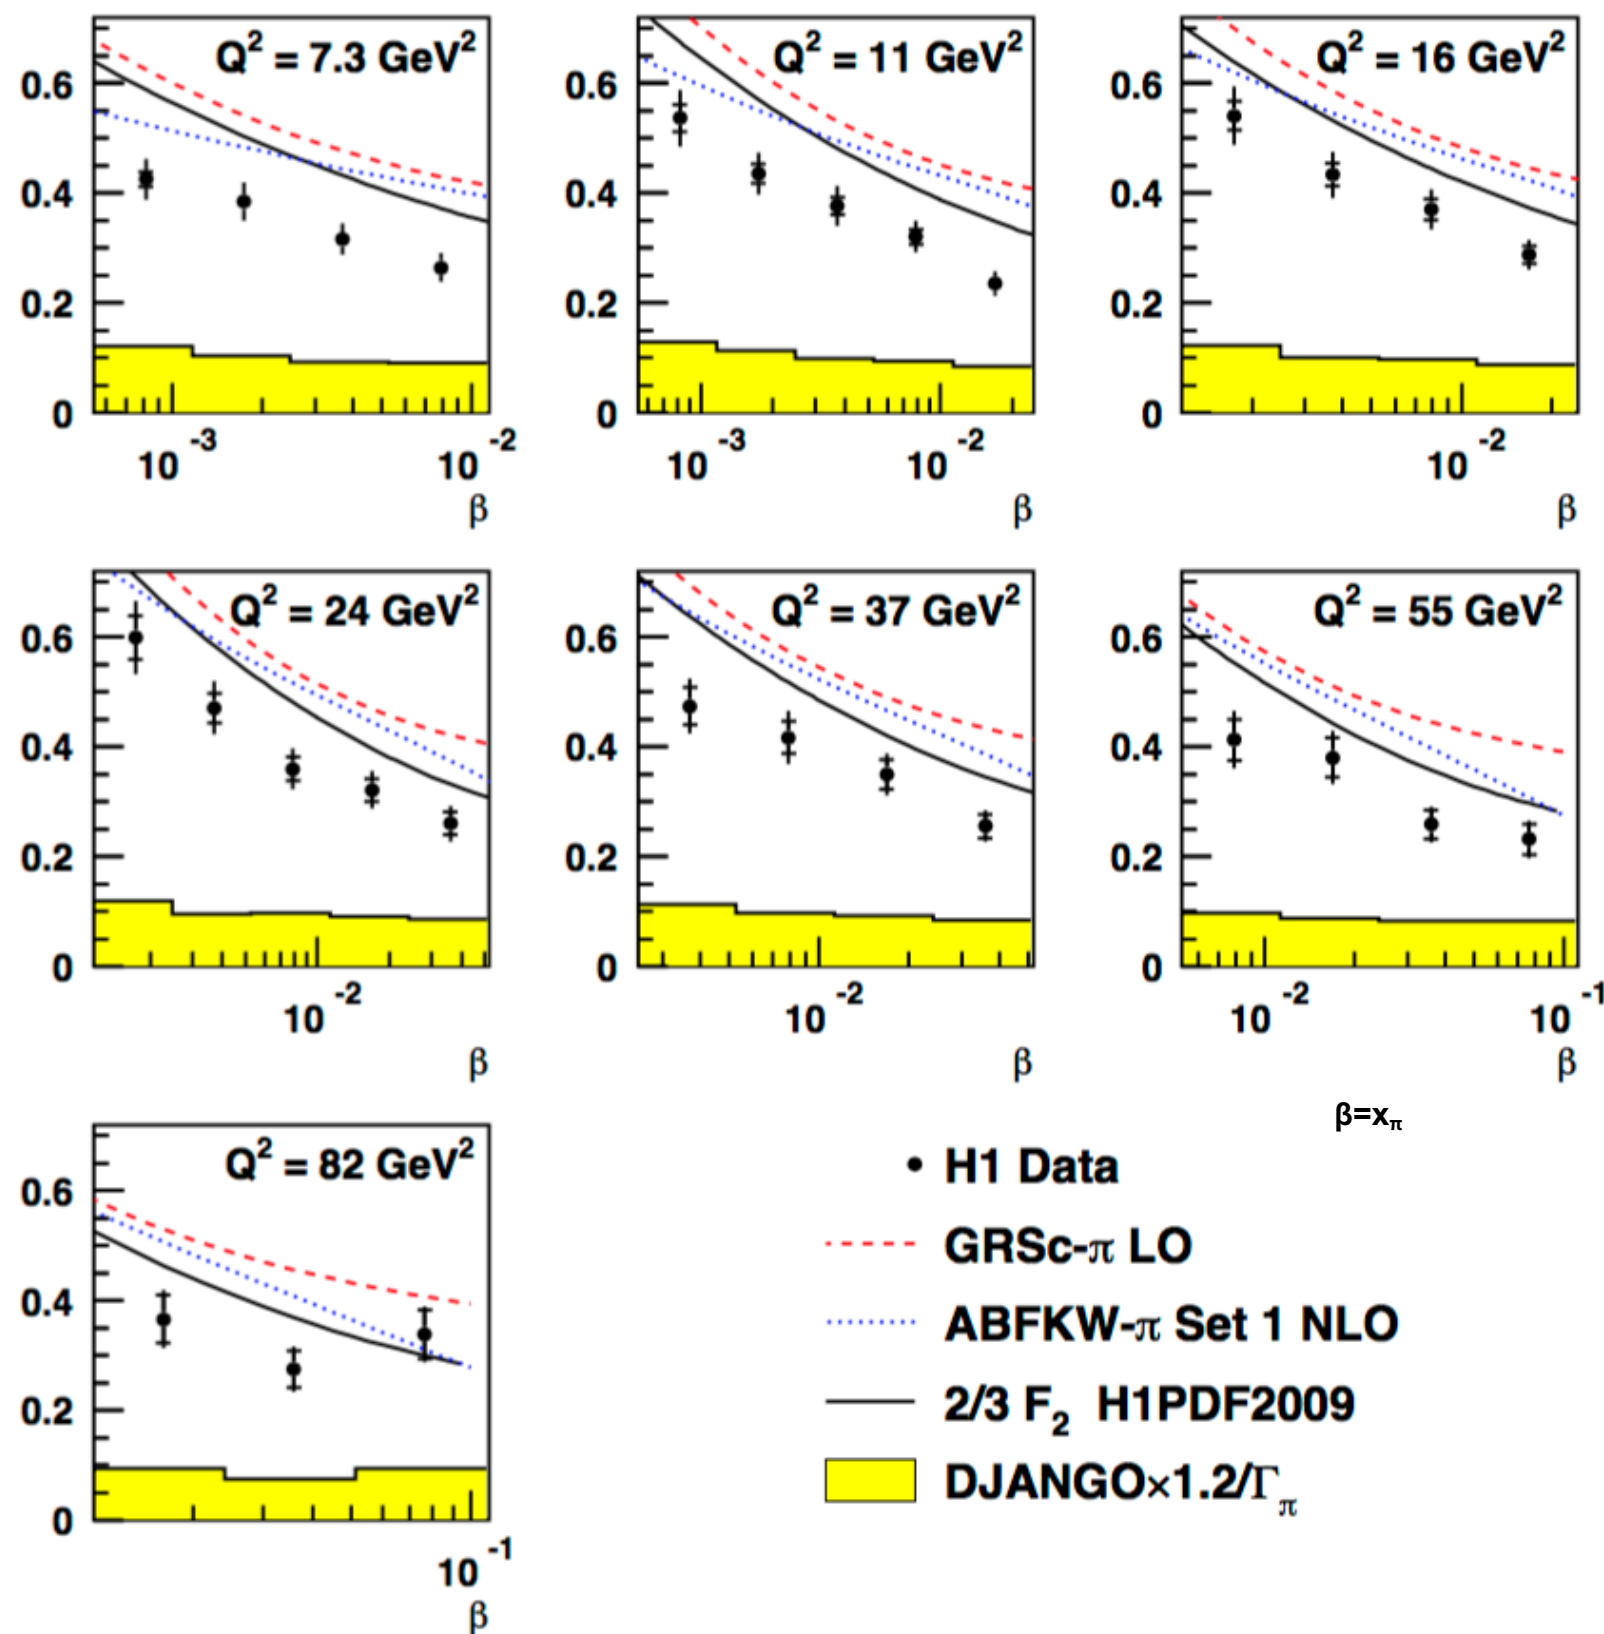 Q² = 7.3 GeV²
0.6
0.4
0.2
0
10⁻³
10⁻²
β
Q² = 11 GeV²
0.6
0.4
0.2
0
10⁻³
10⁻²
β
Q² = 16 GeV²
0.6
0.4
0.2
0
10⁻²
β
Q² = 24 GeV²
0.6
0.4
0.2
0
10⁻²
β
Q² = 37 GeV²
0.6
0.4
0.2
0
10⁻²
β
Q² = 55 GeV²
0.6
0.4
0.2
0
10⁻²
10⁻¹
β
Q² = 82 GeV²
0.6
0.4
0.2
0
10⁻¹
β
β=xπ
H1 Data
GRSc-π LO
ABFKW-π Set 1 NLO
2/3 F₂ H1PDF2009
DJANGO×1.2/Γπ